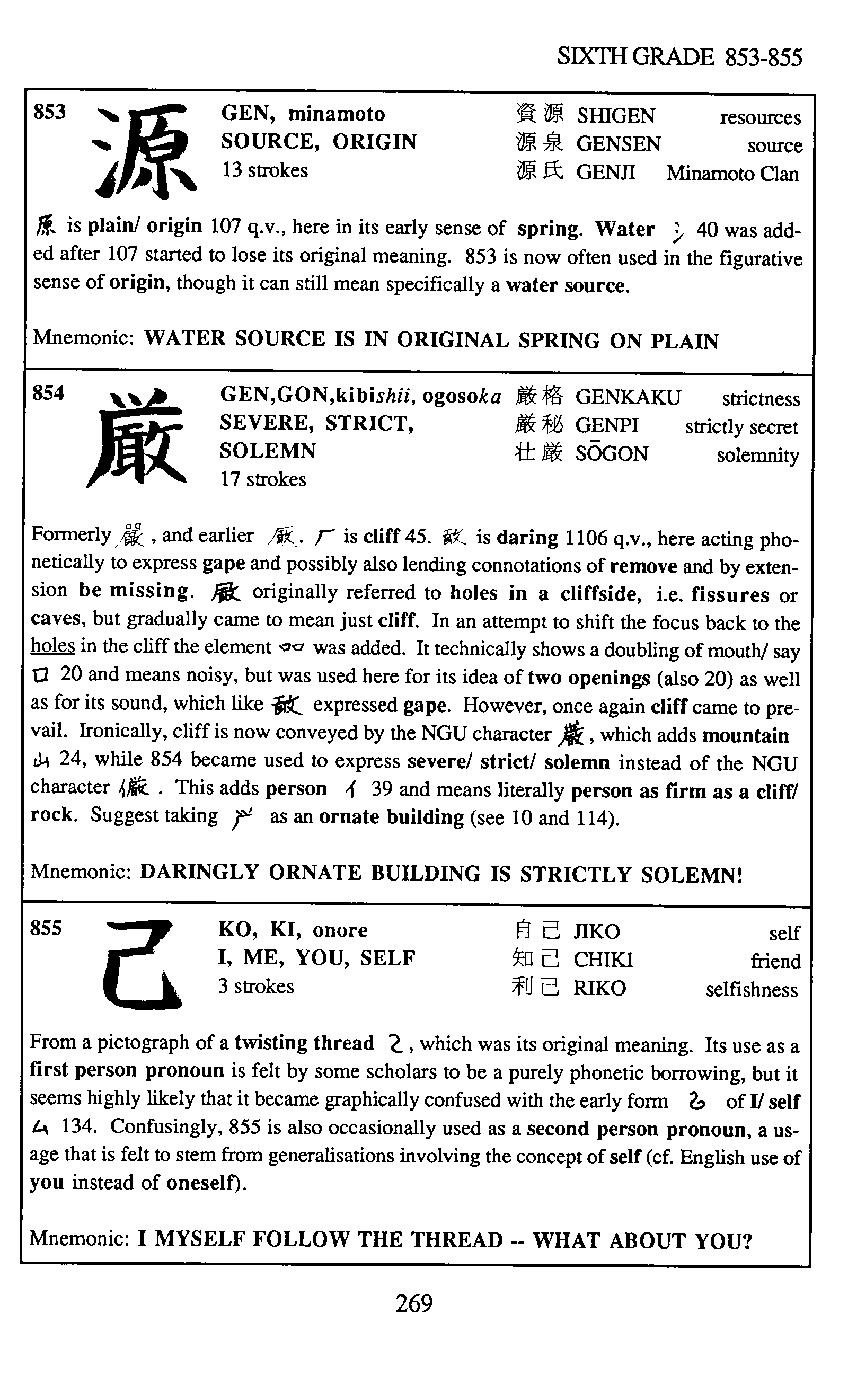 SIXTH GRADE 853-855
853 源 GEN, minamoto 資源 SHIGEN resources
SOURCE, ORIGIN 源泉 GENSEN source
13 strokes 源氏 GENJI Minamoto Clan
原 is plain/ origin 107 q.v., here in its early sense of spring. Water 氵 40 was add-
ed after 107 started to lose its original meaning. 853 is now often used in the figurative
sense of origin, though it can still mean specifically a water source.
Mnemonic: WATER SOURCE IS IN ORIGINAL SPRING ON PLAIN
854 厳 GEN,GON,kibishii, ogosoka 厳格 GENKAKU strictness
SEVERE, STRICT, 厳秘 GENPI strictly secret
SOLEMN 壮厳 SŌGON solemnity
17 strokes
Formerly 嚴, and earlier 厰. 厂 is cliff 45. 敢 is daring 1106 q.v., here acting pho-
netically to express gape and possibly also lending connotations of remove and by exten-
sion be missing. 厰 originally referred to holes in a cliffside, i.e. fissures or
caves, but gradually came to mean just cliff. In an attempt to shift the focus back to the
holes in the cliff the element 吅 was added. It technically shows a doubling of mouth/ say
口 20 and means noisy, but was used here for its idea of two openings (also 20) as well
as for its sound, which like 敢 expressed gape. However, once again cliff came to pre-
vail. Ironically, cliff is now conveyed by the NGU character 巌, which adds mountain
山 24, while 854 became used to express severe/ strict/ solemn instead of the NGU
character 儼. This adds person 亻 39 and means literally person as firm as a cliff/
rock. Suggest taking as an ornate building (see 10 and 114).
Mnemonic: DARINGLY ORNATE BUILDING IS STRICTLY SOLEMN!
855 己 KO, KI, onore 自己 JIKO self
I, ME, YOU, SELF 知己 CHIKI friend
3 strokes 利己 RIKO selfishness
From a pictograph of a twisting thread , which was its original meaning. Its use as a
first person pronoun is felt by some scholars to be a purely phonetic borrowing, but it
seems highly likely that it became graphically confused with the early form of I/ self
厶 134. Confusingly, 855 is also occasionally used as a second person pronoun, a us-
age that is felt to stem from generalisations involving the concept of self (cf. English use of
you instead of oneself).
Mnemonic: I MYSELF FOLLOW THE THREAD -- WHAT ABOUT YOU?
269